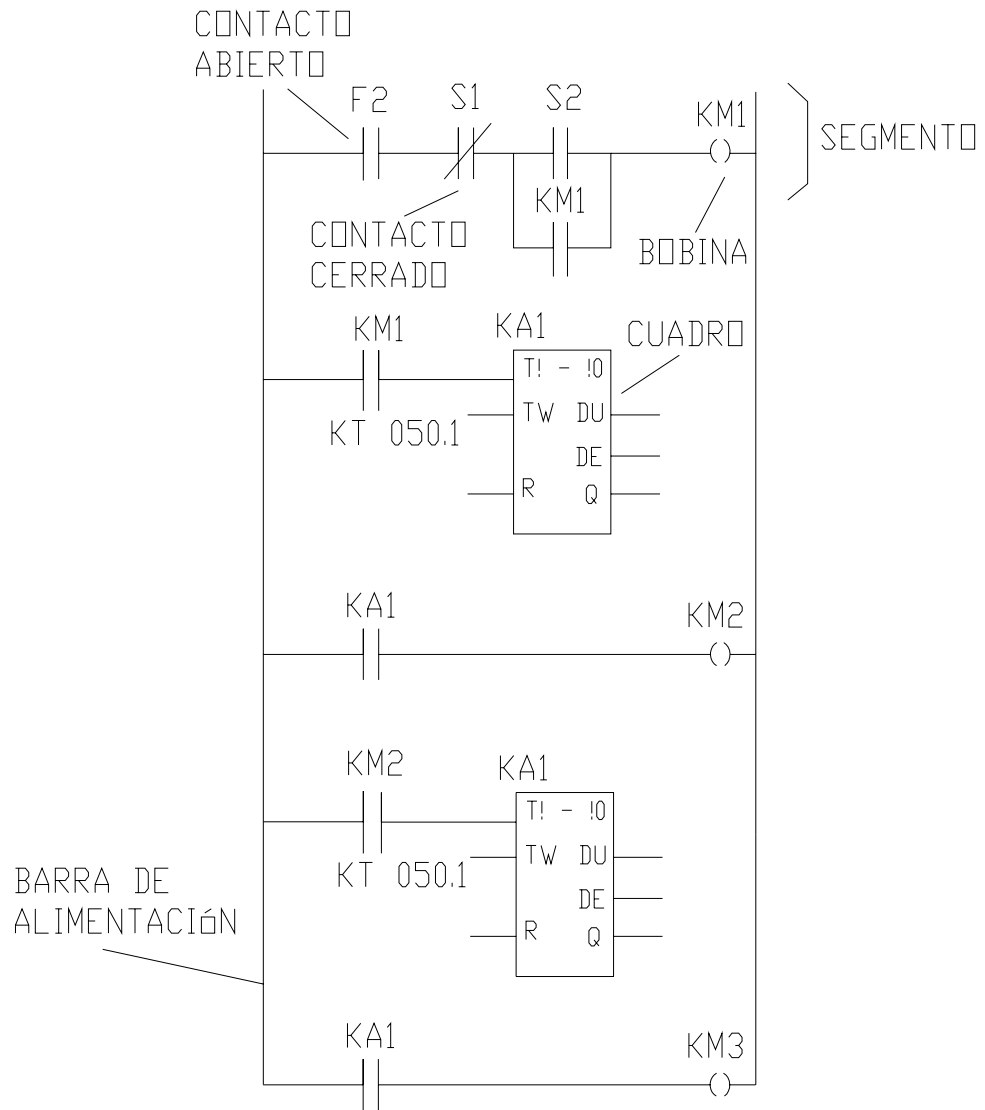 CONTACTO
ABIERTO
F2 S1 S2 KM1
SEGMENTO
KM1
CONTACTO
CERRADO
BOBINA
KM1 KA1 CUADRO
T! - !0
TW DU
KT 050.1
DE
R Q
KA1 KM2
KM2 KA1
T! - !0
TW DU
KT 050.1
DE
R Q
BARRA DE
ALIMENTACIóN
KA1 KM3